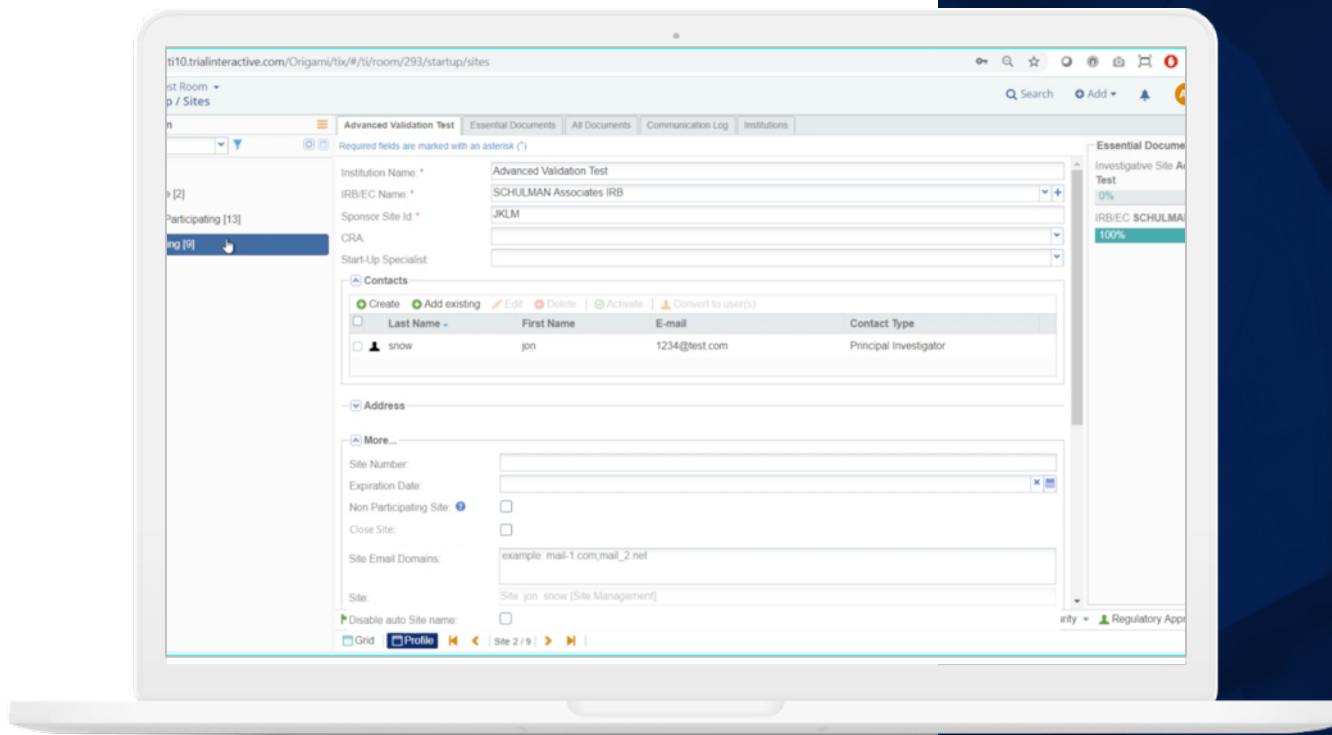 ti10.trialinteractive.com/Origami/tix/#/ti/room/293/startup/sites
st Room
p / Sites
Search Add
n
Advanced Validation Test Essential Documents All Documents Communication Log Institutions
Required fields are marked with an asterisk (*)
Essential Docume
Institution Name: * Advanced Validation Test
Investigative Site A
Test
IRB/EC Name: * SCHULMAN Associates IRB
0%
e [2]
Sponsor Site Id: * JKLM
IRB/EC SCHULMA
Participating [13]
CRA:
100%
ing [9]
Start-Up Specialist:
Contacts
Create Add existing Edit Delete | Activate | Convert to user(s)
Last Name First Name E-mail Contact Type
snow jon 1234@test.com Principal Investigator
Address
More...
Site Number:
Expiration Date:
Non Participating Site:
Close Site:
Site Email Domains: example: mail-1.com;mail_2.net
Site: Site jon snow [Site Management]
Disable auto Site name:
urity Regulatory Appr
Grid Profile Site 2 / 9